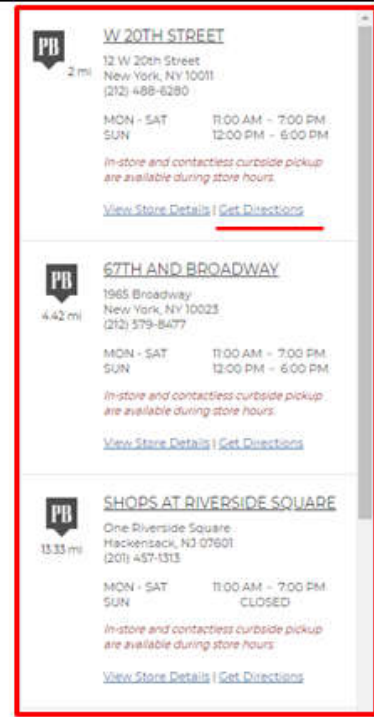 PB
W 20TH STREET
2 mi
12 W 20th Street
New York, NY 10011
(212) 488-6280
MON - SAT 11:00 AM - 7:00 PM
SUN 12:00 PM - 6:00 PM
In-store and contactless curbside pickup
are available during store hours.
View Store Details | Get Directions
PB
67TH AND BROADWAY
4.42 mi
1965 Broadway
New York, NY 10023
(212) 579-8477
MON - SAT 11:00 AM - 7:00 PM
SUN 12:00 PM - 6:00 PM
In-store and contactless curbside pickup
are available during store hours.
View Store Details | Get Directions
PB
SHOPS AT RIVERSIDE SQUARE
13.33 mi
One Riverside Square
Hackensack, NJ 07601
(201) 457-1313
MON - SAT 11:00 AM - 7:00 PM
SUN CLOSED
In-store and contactless curbside pickup
are available during store hours.
View Store Details | Get Directions